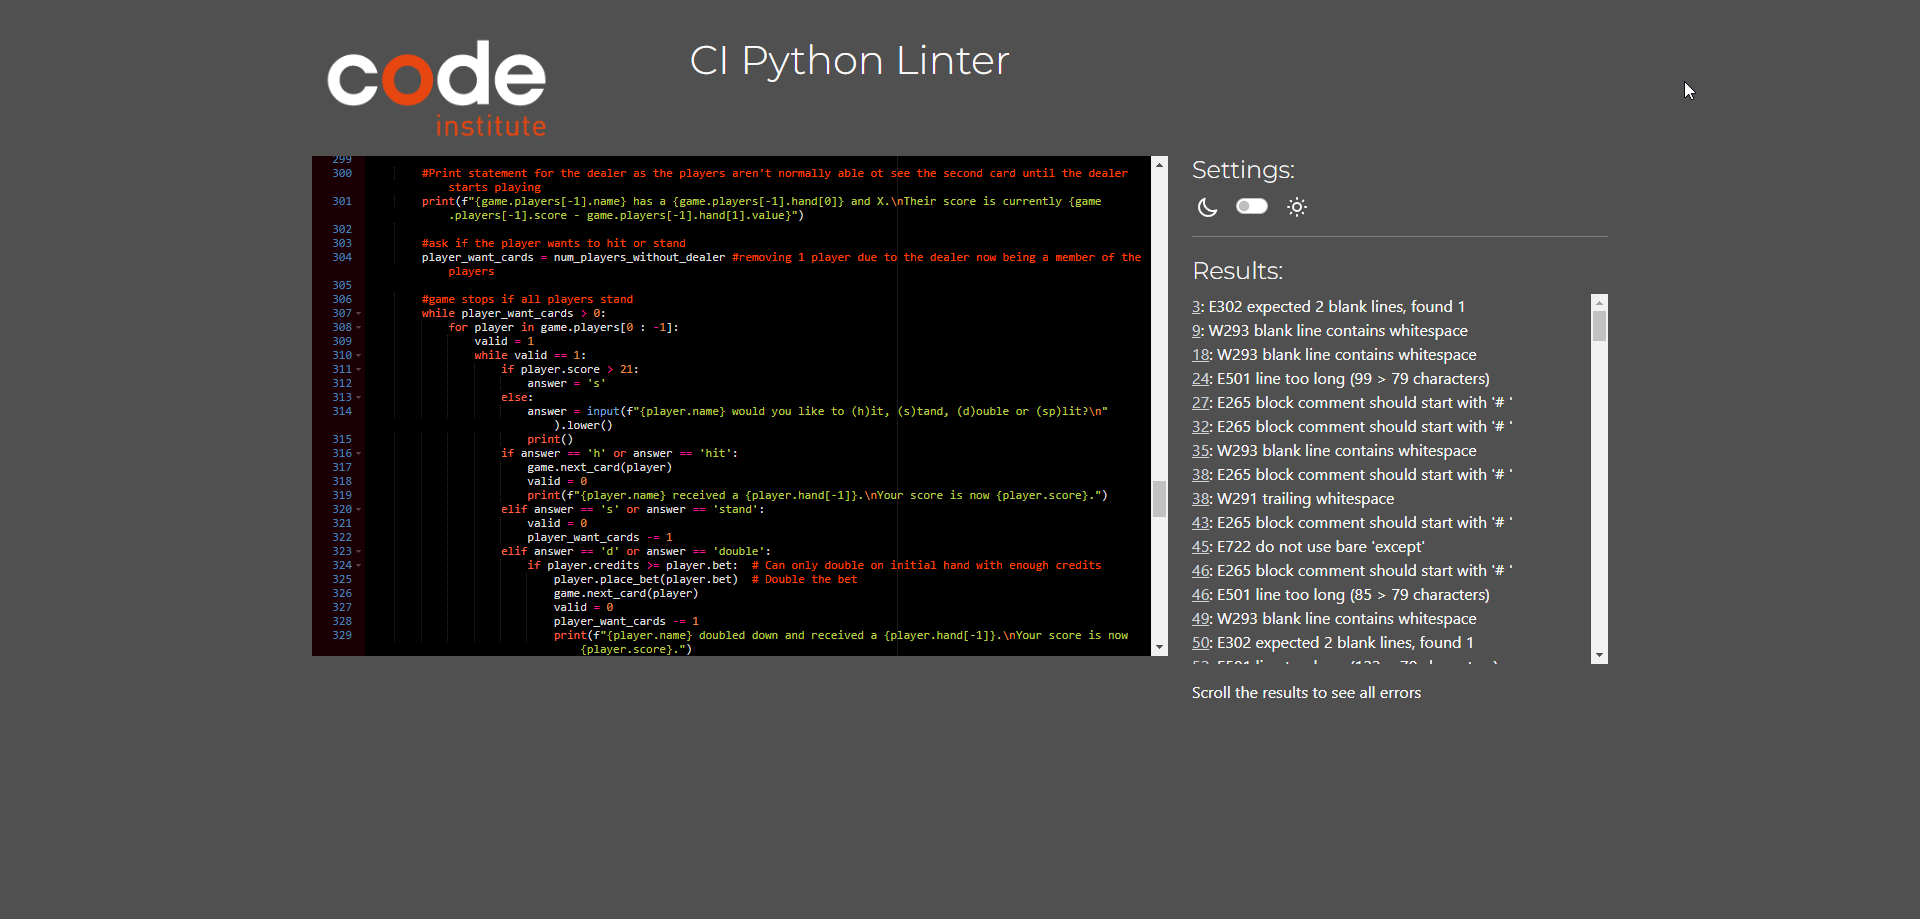 code
institute
CI Python Linter
299
300 #Print statement for the dealer as the players aren't normally able ot see the second card until the dealer
starts playing
301 print(f"{game.players[-1].name} has a {game.players[-1].hand[0]} and X.\nTheir score is currently {game
.players[-1].score - game.players[-1].hand[1].value}")
302
303 #ask if the player wants to hit or stand
304 player_want_cards = num_players_without_dealer #removing 1 player due to the dealer now being a member of the
players
305
306 #game stops if all players stand
307 while player_want_cards > 0:
308 for player in game.players[0 : -1]:
309 valid = 1
310 while valid == 1:
311 if player.score > 21:
312 answer = 's'
313 else:
314 answer = input(f"{player.name} would you like to (h)it, (s)tand, (d)ouble or (sp)lit?\n"
).lower()
315 print()
316 if answer == 'h' or answer == 'hit':
317 game.next_card(player)
318 valid = 0
319 print(f"{player.name} received a {player.hand[-1]}.\nYour score is now {player.score}.")
320 elif answer == 's' or answer == 'stand':
321 valid = 0
322 player_want_cards -= 1
323 elif answer == 'd' or answer == 'double':
324 if player.credits >= player.bet: # Can only double on initial hand with enough credits
325 player.place_bet(player.bet) # Double the bet
326 game.next_card(player)
327 valid = 0
328 player_want_cards -= 1
329 print(f"{player.name} doubled down and received a {player.hand[-1]}.\nYour score is now
{player.score}.")
Settings:
Results:
3: E302 expected 2 blank lines, found 1
9: W293 blank line contains whitespace
18: W293 blank line contains whitespace
24: E501 line too long (99 > 79 characters)
27: E265 block comment should start with '# '
32: E265 block comment should start with '# '
35: W293 blank line contains whitespace
38: E265 block comment should start with '# '
38: W291 trailing whitespace
43: E265 block comment should start with '# '
45: E722 do not use bare 'except'
46: E265 block comment should start with '# '
46: E501 line too long (85 > 79 characters)
49: W293 blank line contains whitespace
50: E302 expected 2 blank lines, found 1
Scroll the results to see all errors